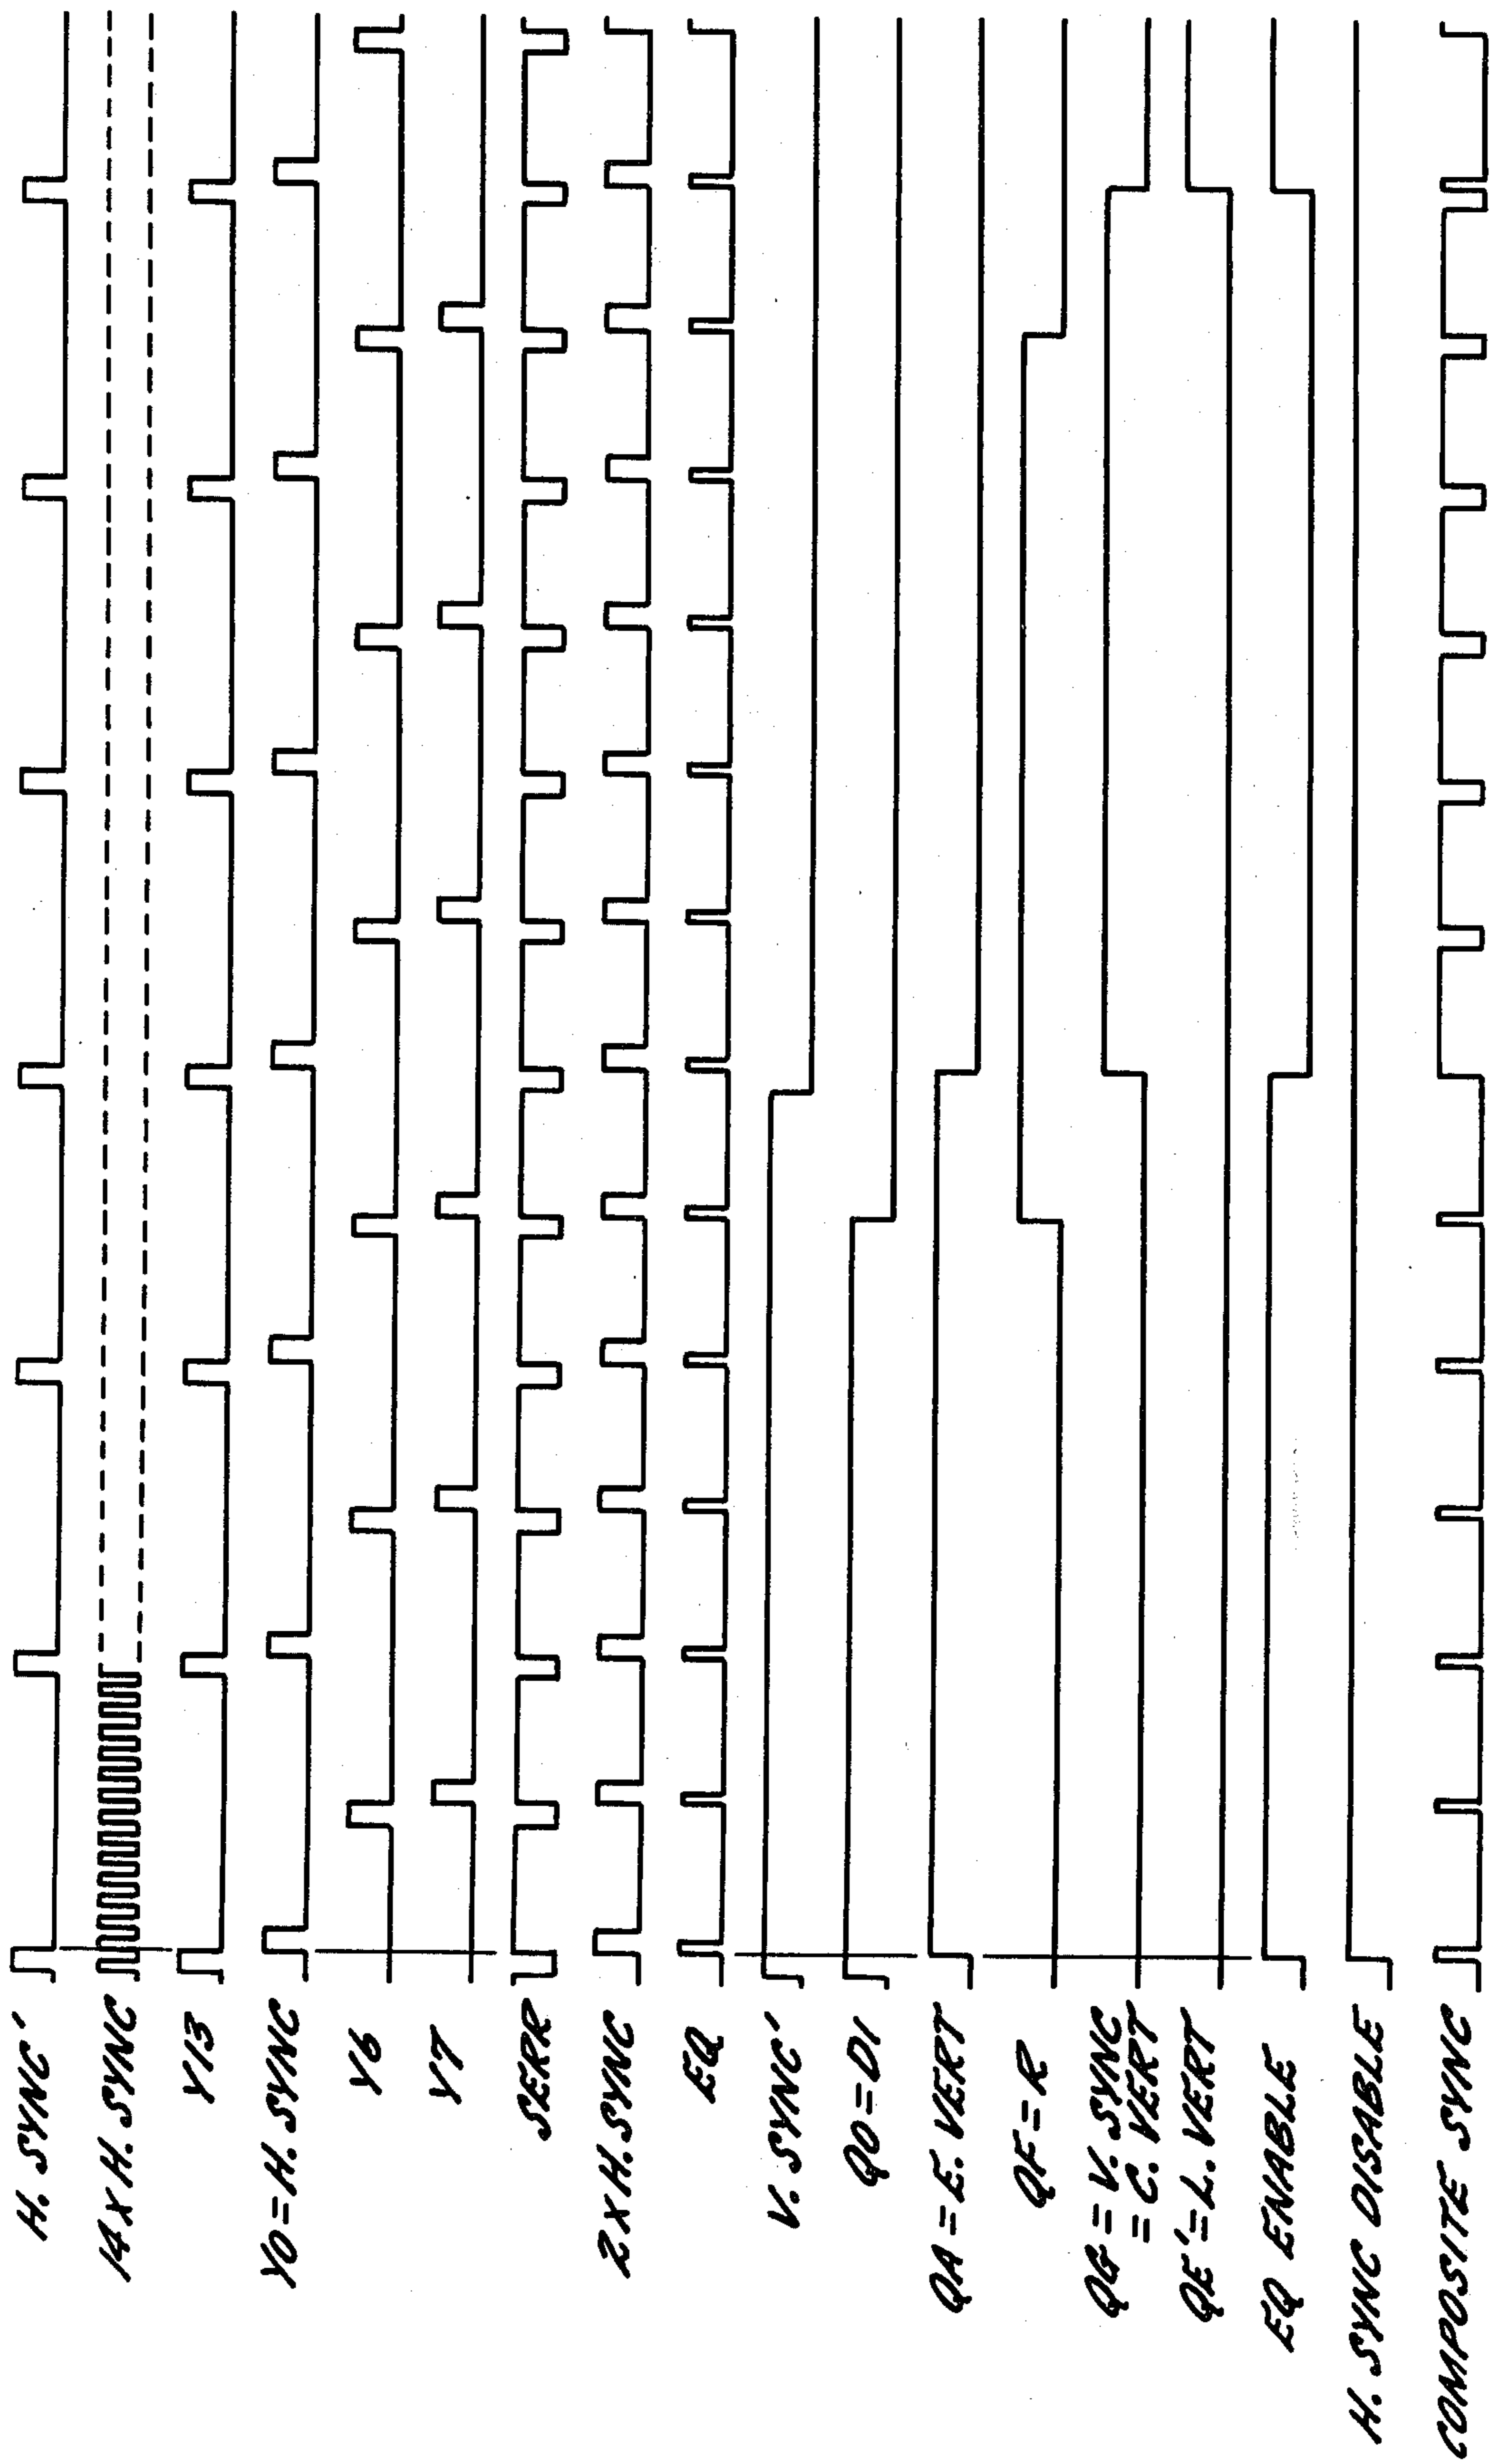 H. SYNC'
14 X H. SYNC
Y13
Y0 = H. SYNC
Y6
Y7
SERR
2 X H. SYNC
EQ
V. SYNC'
Q0 = D1
QA = E. VERT
QF = R
QG = V. SYNC
= C. VERT
QE' = L. VERT
EQ ENABLE
H. SYNC DISABLE
COMPOSITE SYNC